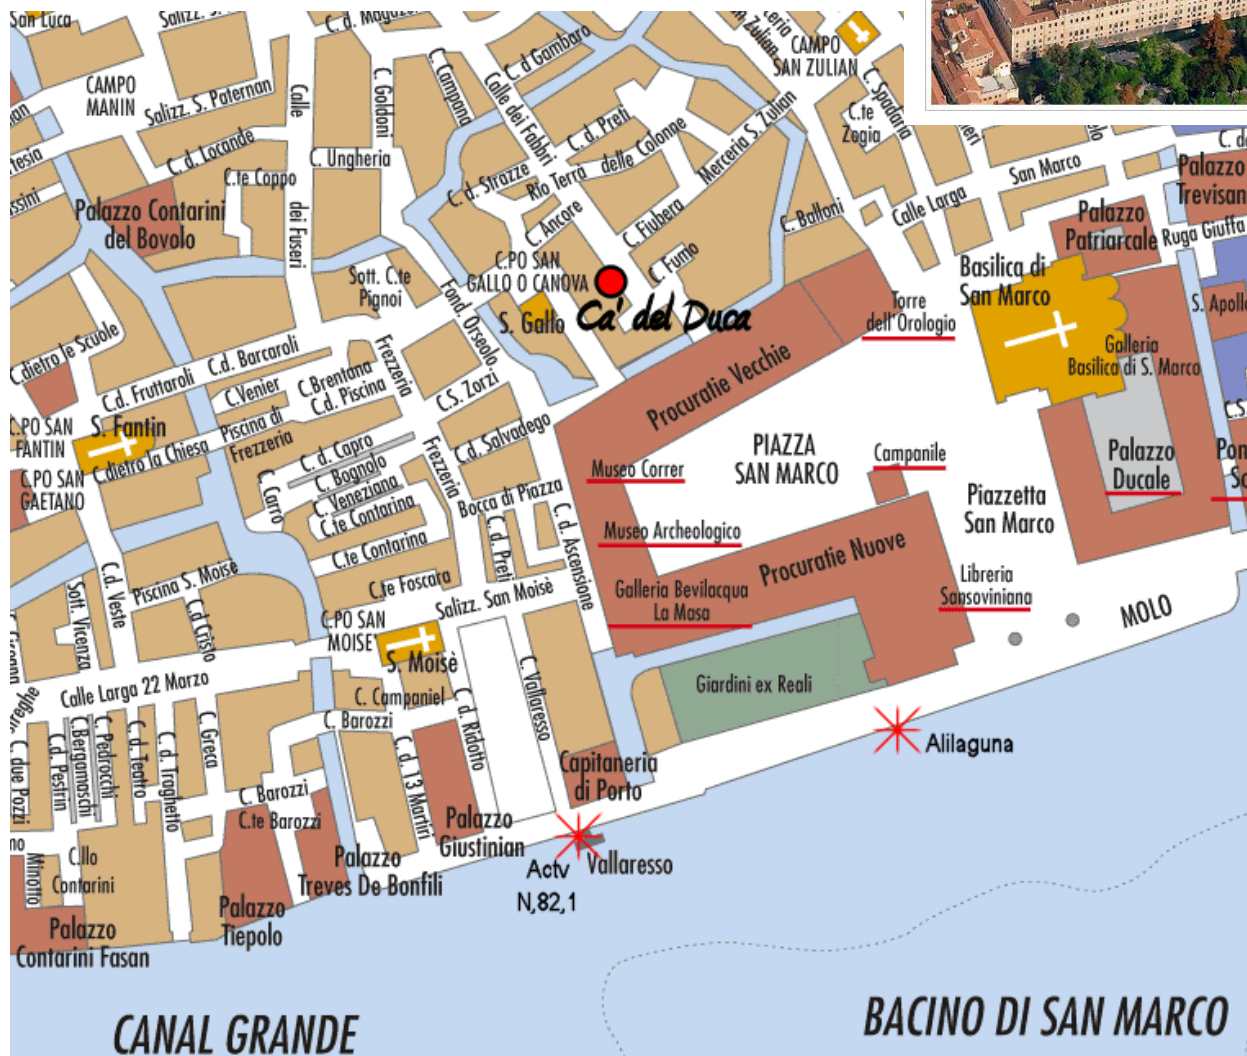 San Luca
Salizz. S.
C. d. Magazz
CAMPO
MANIN
Salizz. S. Paternan
C. d. Locande
Calle
dei Fuseri
C. Goldoni
C. Campana
Calle dei Fabbri
C. d Gambaro
CAMPO
SAN ZULIAN
C. Spadaria
C.te
Zogia
C. Ungheria
C.te Coppo
Palazzo Contarini
del Bovolo
C. d. Strazze
C. d. Preti
Rio Terrà delle Colonne
Merceria S. Zulian
C. Ancore
C. Fiubera
C. Fumo
C. Balloni
Calle Larga
San Marco
Palazzo
Trevisan
Palazzo
Patriarcale
Ruga Giuffa
Sott. C.te
Pignoi
C.PO SAN
GALLO O CANOVA
S. Gallo
Ca' del Duca
Fond. Orseolo
Basilica di
San Marco
Torre
dell'Orologio
S. Apollo
Galleria
Basilica di S. Marco
C.dietro le Scuole
C.d. Fruttaroli
C.d. Barcaroli
Frezzeria
C.Brentana
C.Venier
C.d. Piscina
C.S. Zorzi
Procuratie Vecchie
C.PO SAN
FANTIN
S. Fantin
C.dietro la Chiesa
Piscina di
Frezzeria
C. d. Capro
C. Bognolo
C. Veneziana
C.te Contarina
C.te Contarina
C. Carro
Frezzeria
C.d. Salvadego
Bocca di Piazza
Museo Correr
PIAZZA
SAN MARCO
Campanile
Palazzo
Ducale
C.PO SAN
GAETANO
Piazzetta
San Marco
Museo Archeologico
C. d. Ascensione
C. d. Preti
Procuratie Nuove
C.te Foscara
Salizz. San Moisè
Galleria Bevilacqua
La Masa
Libreria
Sansoviniana
MOLO
C.d. Veste
Piscina S. Moisè
Sott. Vicenza
C.d Cristo
C.PO SAN
MOISE'
S. Moisè
Calle Larga 22 Marzo
C. Campaniel
C. Vallaresso
Giardini ex Reali
C. due Pozzi
C.d. Pestrin
C.Bergamaschi
C. Pedrocchi
C.d. Teatro
C.d. Traghetto
C. Greca
C. Barozzi
C. d. 13 Martiri
C. d. Ridotto
Alilaguna
Capitaneria
di Porto
C. Barozzi
C.te Barozzi
Palazzo
Giustinian
Minotto
C.llo
Contarini
Palazzo
Treves De Bonfili
Actv
N,82,1
Vallaresso
Palazzo
Tiepolo
Palazzo
Contarini Fasan
CANAL GRANDE
BACINO DI SAN MARCO